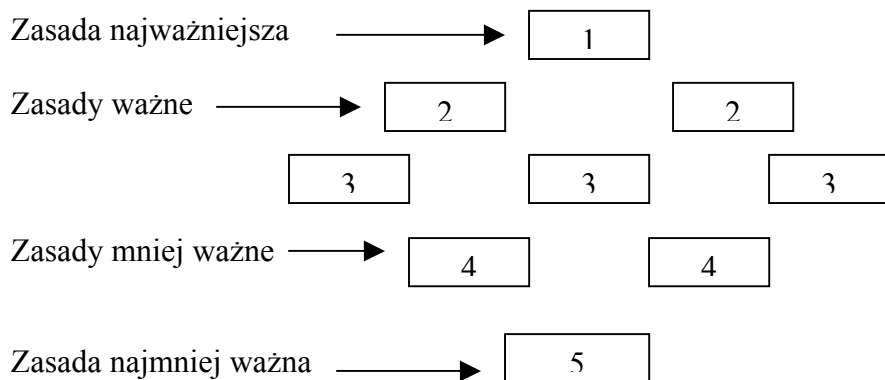 Zasada najważniejsza 1
Zasady ważne 2 2
3 3 3
Zasady mniej ważne 4 4
Zasada najmniej ważna 5